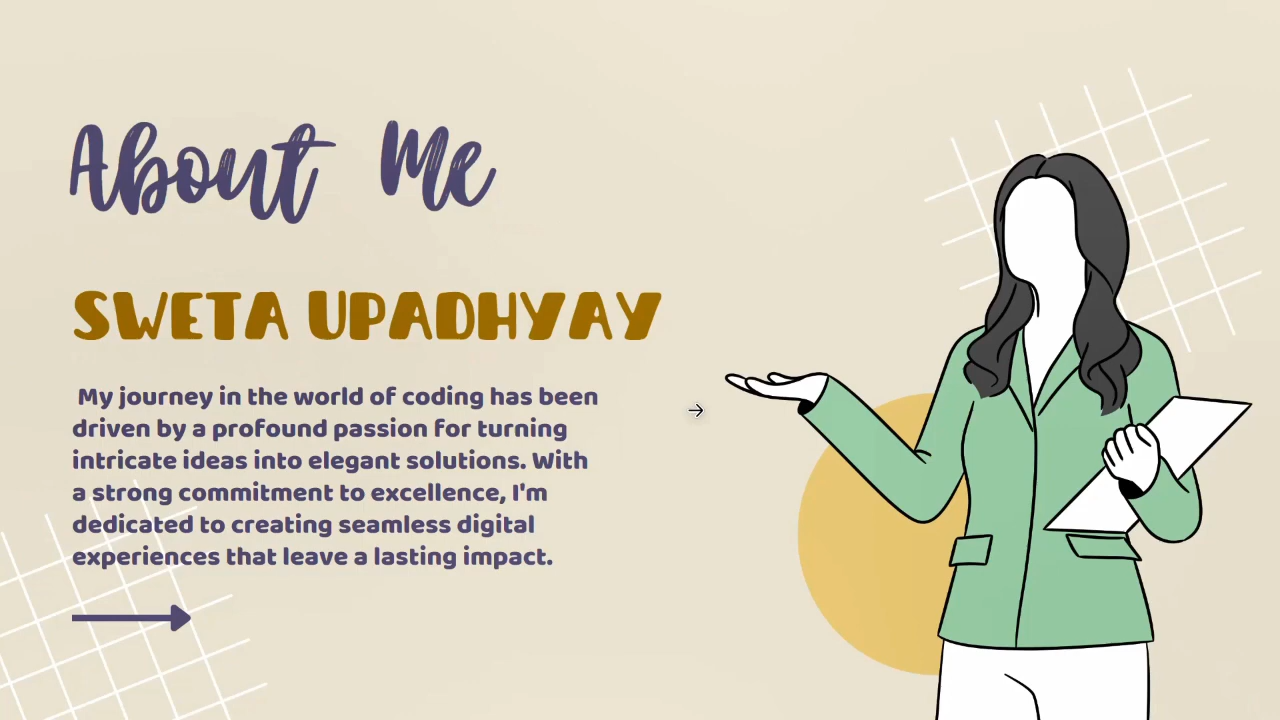 About Me
SWETA UPADHYAY
My journey in the world of coding has been
driven by a profound passion for turning
intricate ideas into elegant solutions. With
a strong commitment to excellence, I'm
dedicated to creating seamless digital
experiences that leave a lasting impact.